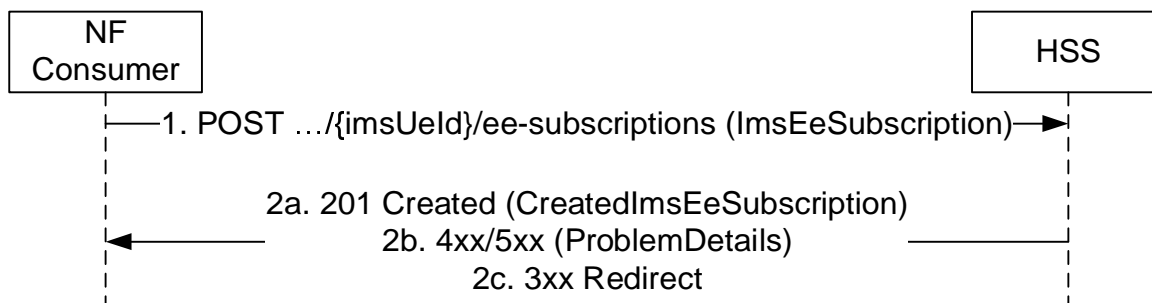 NF
Consumer
HSS
1. POST …/{imsUeId}/ee-subscriptions (ImsEeSubscription)
2a. 201 Created (CreatedImsEeSubscription)
2b. 4xx/5xx (ProblemDetails)
2c. 3xx Redirect